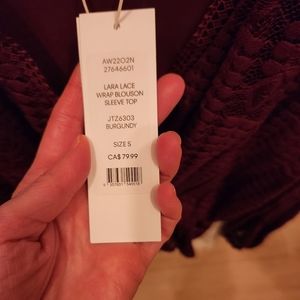 AW22O2N
27646601
LARA LACE
WRAP BLOUSON
SLEEVE TOP
JTZ6303
BURGUNDY
SIZE S
CA$ 79.99